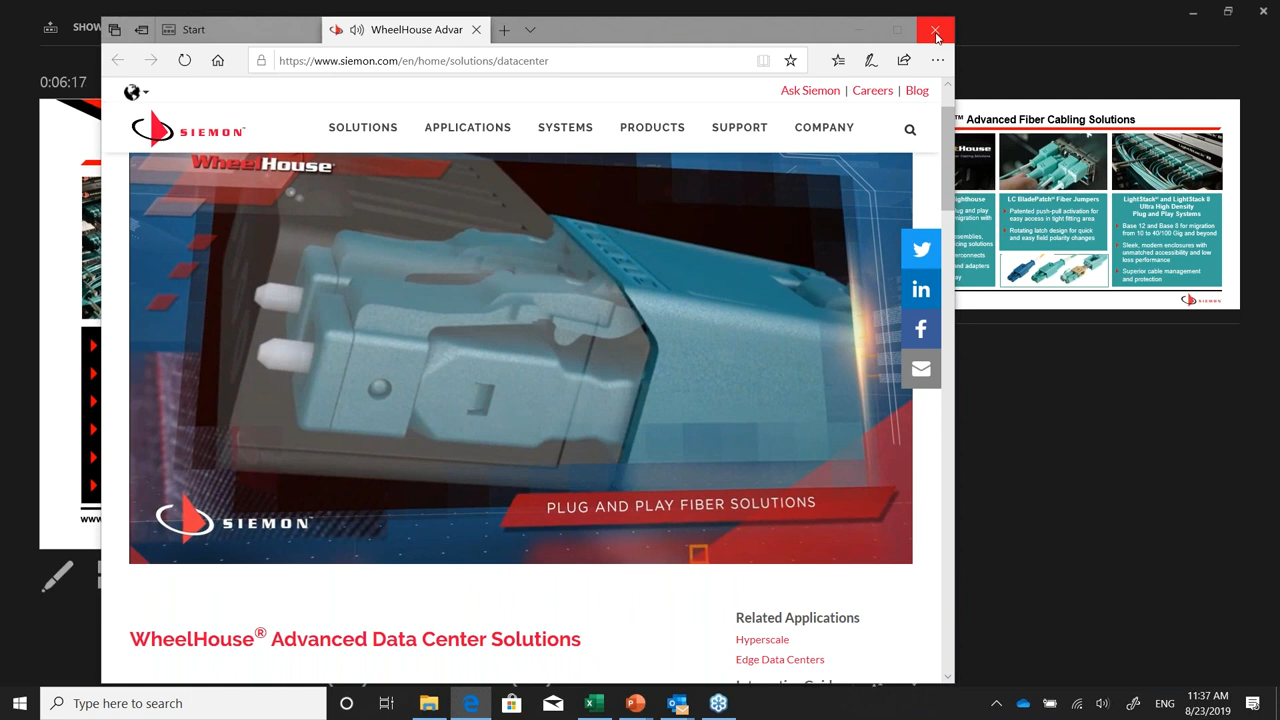 SHOW
Start
WheelHouse Advar
https://www.siemon.com/en/home/solutions/datacenter
0:06:17
Ask Siemon | Careers | Blog
SIEMON™
SOLUTIONS APPLICATIONS SYSTEMS PRODUCTS SUPPORT COMPANY
WheelHouse
PLUG AND PLAY FIBER SOLUTIONS
SIEMON™
WheelHouse® Advanced Data Center Solutions
Related Applications
Hyperscale
Edge Data Centers
™ Advanced Fiber Cabling Solutions
House
LC BladePatch® Fiber Jumpers
Patented push-pull activation for
easy access in tight fitting area
Rotating latch design for quick
and easy field polarity changes
LightStack® and LightStack 8
Ultra High Density
Plug and Play Systems
Base 12 and Base 8 for migration
from 10 to 40/100 Gig and beyond
Sleek, modern enclosures with
unmatched accessibility and low
loss performance
Superior cable management
and protection
SIEMON
www
Type here to search
ENG
11:37 AM
8/23/2019